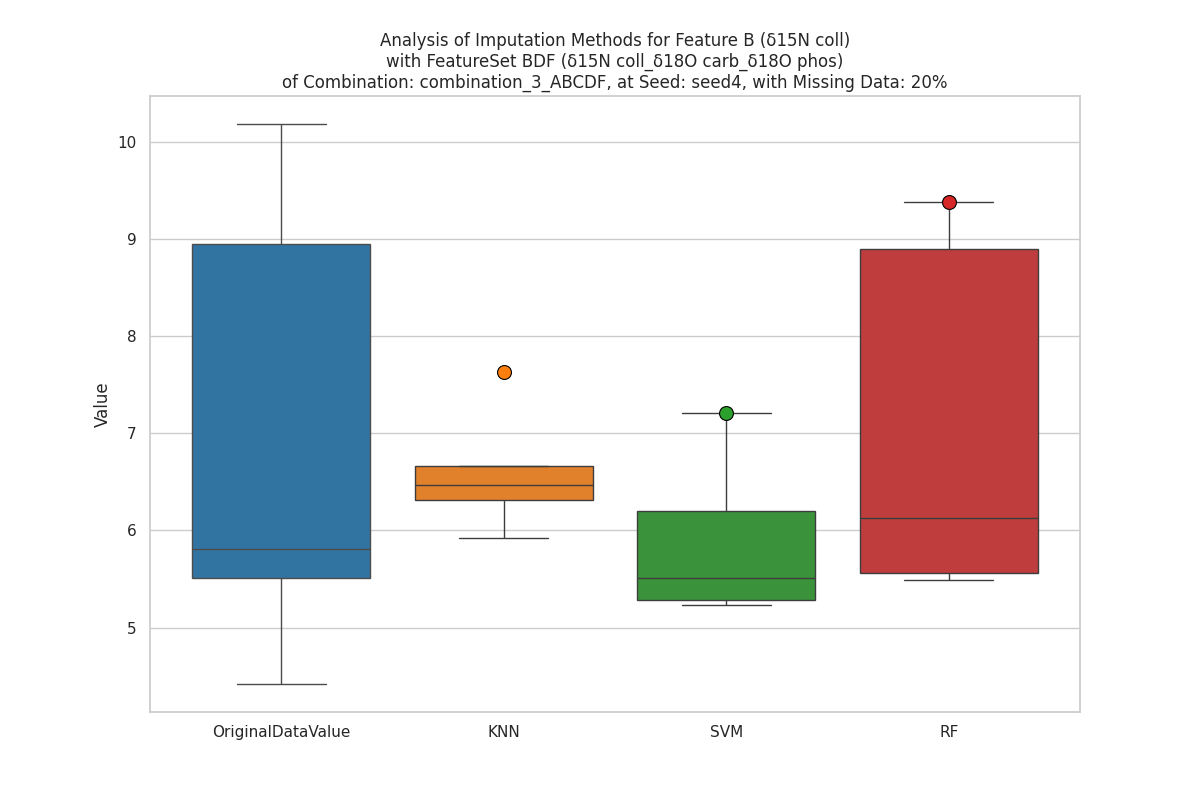 Analysis of Imputation Methods for Feature B (δ15N coll)
with FeatureSet BDF (δ15N coll_δ18O carb_δ18O phos)
of Combination: combination_3_ABCDF, at Seed: seed4, with Missing Data: 20%
10
9
8
7
6
5
Value
OriginalDataValue
KNN
SVM
RF